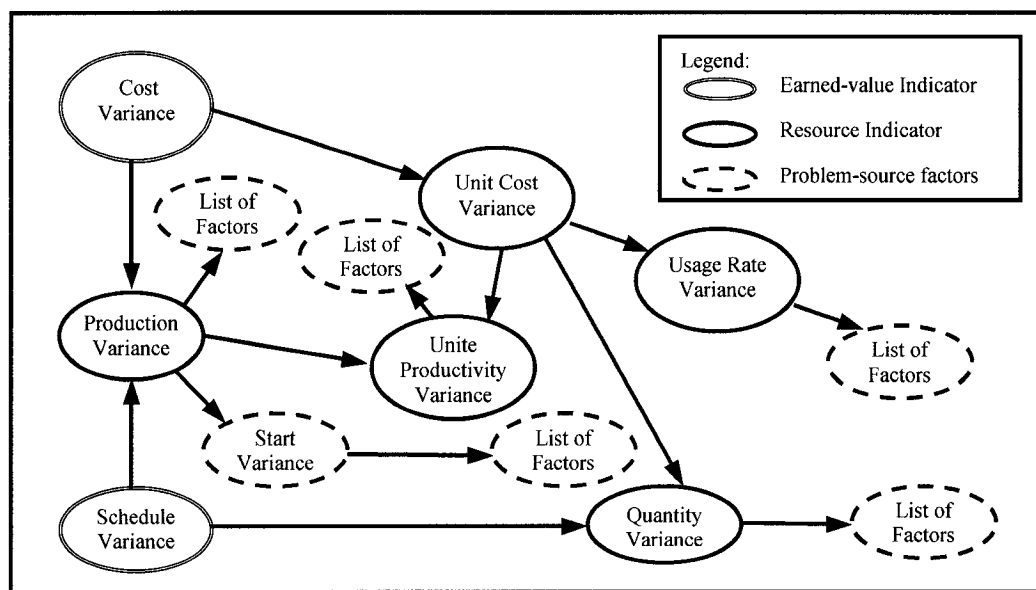 Cost
Variance
Legend:
Earned-value Indicator
Resource Indicator
Problem-source factors
List of
Factors
Unit Cost
Variance
List of
Factors
Usage Rate
Variance
Production
Variance
Unite
Productivity
Variance
List of
Factors
Start
Variance
List of
Factors
Schedule
Variance
Quantity
Variance
List of
Factors